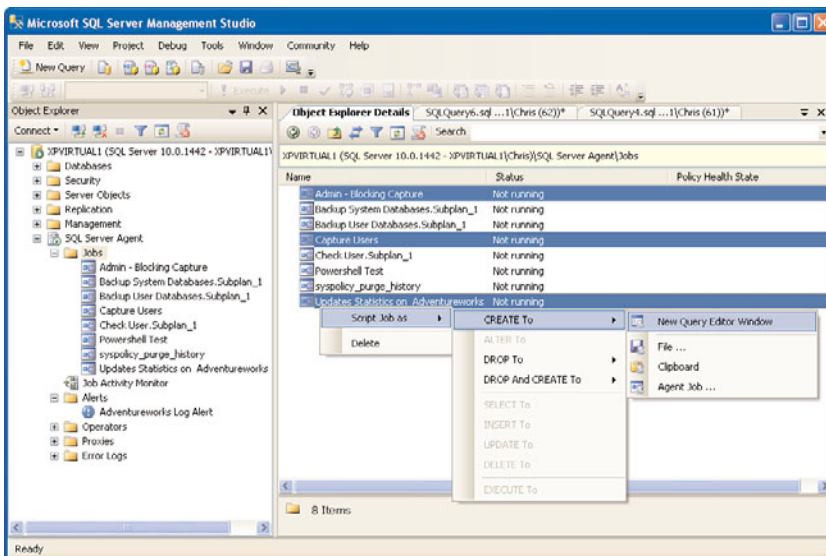 Microsoft SQL Server Management Studio
File Edit View Project Debug Tools Window Community Help
New Query
Execute
Object Explorer
Connect
XPVIRTUAL1 (SQL Server 10.0.1442 - XPVIRTUAL1\
Databases
Security
Server Objects
Replication
Management
SQL Server Agent
Jobs
Admin - Blocking Capture
Backup System Databases.Subplan_1
Backup User Databases.Subplan_1
Capture Users
Check User.Subplan_1
Powershell Test
syspolicy_purge_history
Updates Statistics on Adventureworks
Job Activity Monitor
Alerts
Adventureworks Log Alert
Operators
Proxies
Error Logs
Object Explorer Details SQLQuery6.sql ...1\Chris (62))* SQLQuery4.sql ...1\Chris (61))*
Search
XPVIRTUAL1 (SQL Server 10.0.1442 - XPVIRTUAL1\Chris)\SQL Server Agent\Jobs
Name Status Policy Health State
Admin - Blocking Capture Not running
Backup System Databases.Subplan_1 Not running
Backup User Databases.Subplan_1 Not running
Capture Users Not running
Check User.Subplan_1 Not running
Powershell Test Not running
syspolicy_purge_history Not running
Updates Statistics on Adventureworks Not running
Script Job as
Delete
CREATE To
ALTER To
DROP To
DROP And CREATE To
SELECT To
INSERT To
UPDATE To
DELETE To
EXECUTE To
New Query Editor Window
File ...
Clipboard
Agent Job ...
8 Items
Ready